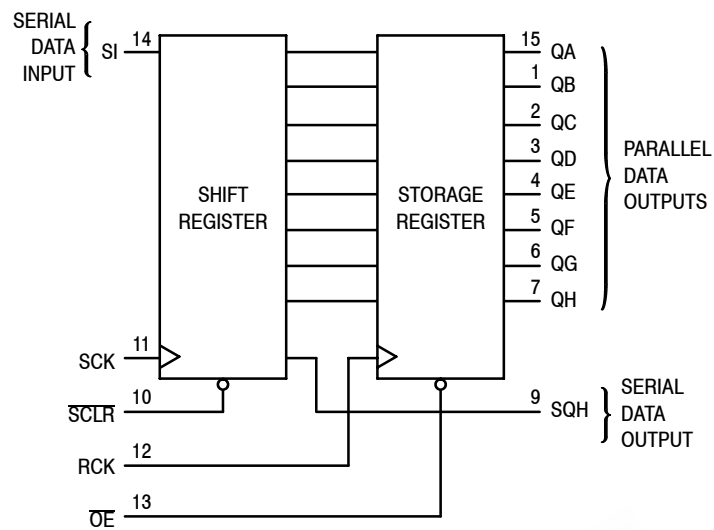 SERIAL
DATA
INPUT
14
SI
15
QA
1
QB
2
QC
3
QD
4
QE
5
QF
6
QG
7
QH
PARALLEL
DATA
OUTPUTS
SHIFT
REGISTER
STORAGE
REGISTER
11
SCK
10
SCLR
12
RCK
13
OE
9
SQH
SERIAL
DATA
OUTPUT